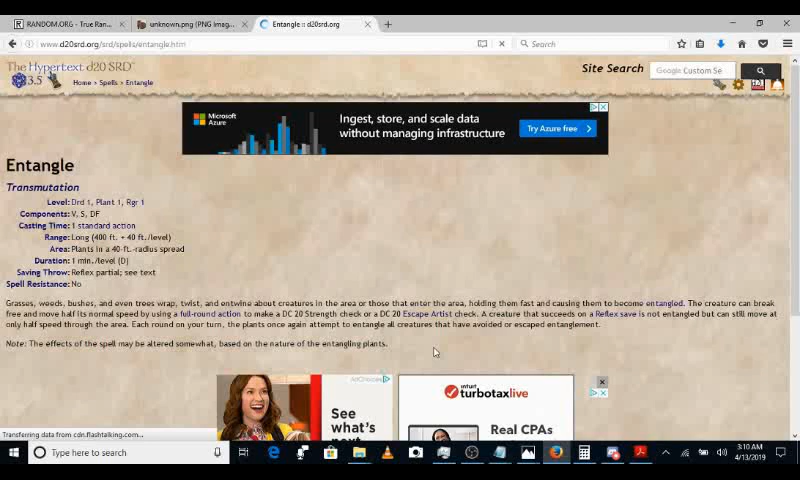 RANDOM.ORG - True Ran...
unknown.png (PNG Imag...
Entangle :: d20srd.org
www.d20srd.org/srd/spells/entangle.htm
Search
The Hypertext d20 SRD™
3.5
Home > Spells > Entangle
Site Search
Google Custom Se
Microsoft Azure
Ingest, store, and scale data
without managing infrastructure
Try Azure free
Entangle
Transmutation
Level: Drd 1, Plant 1, Rgr 1
Components: V, S, DF
Casting Time: 1 standard action
Range: Long (400 ft. + 40 ft./level)
Area: Plants in a 40-ft.-radius spread
Duration: 1 min./level (D)
Saving Throw: Reflex partial; see text
Spell Resistance: No
Grasses, weeds, bushes, and even trees wrap, twist, and entwine about creatures in the area or those that enter the area, holding them fast and causing them to become entangled. The creature can break
free and move half its normal speed by using a full-round action to make a DC 20 Strength check or a DC 20 Escape Artist check. A creature that succeeds on a Reflex save is not entangled but can still move at
only half speed through the area. Each round on your turn, the plants once again attempt to entangle all creatures that have avoided or escaped entanglement.
Note: The effects of the spell may be altered somewhat, based on the nature of the entangling plants.
AdChoices
See
what's
intuit
turbotaxlive
Real CPAs
Transferring data from cdn.flashtalking.com...
Type here to search
3:10 AM
4/13/2019